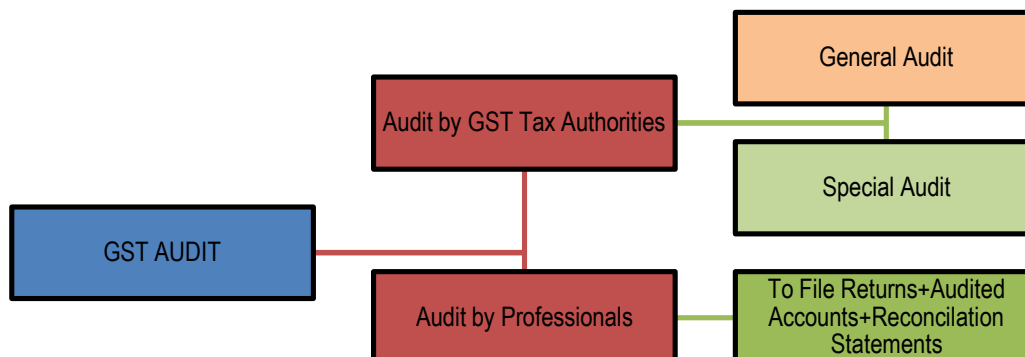 General Audit
Audit by GST Tax Authorities
Special Audit
GST AUDIT
Audit by Professionals
To File Returns+Audited
Accounts+Reconcilation
Statements